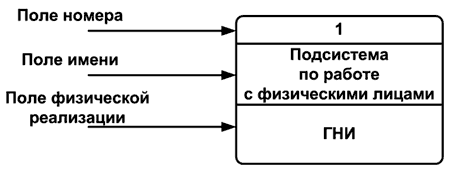 Поле номера
1
Поле имени
Подсистема
по работе
с физическими лицами
Поле физической
реализации
ГНИ